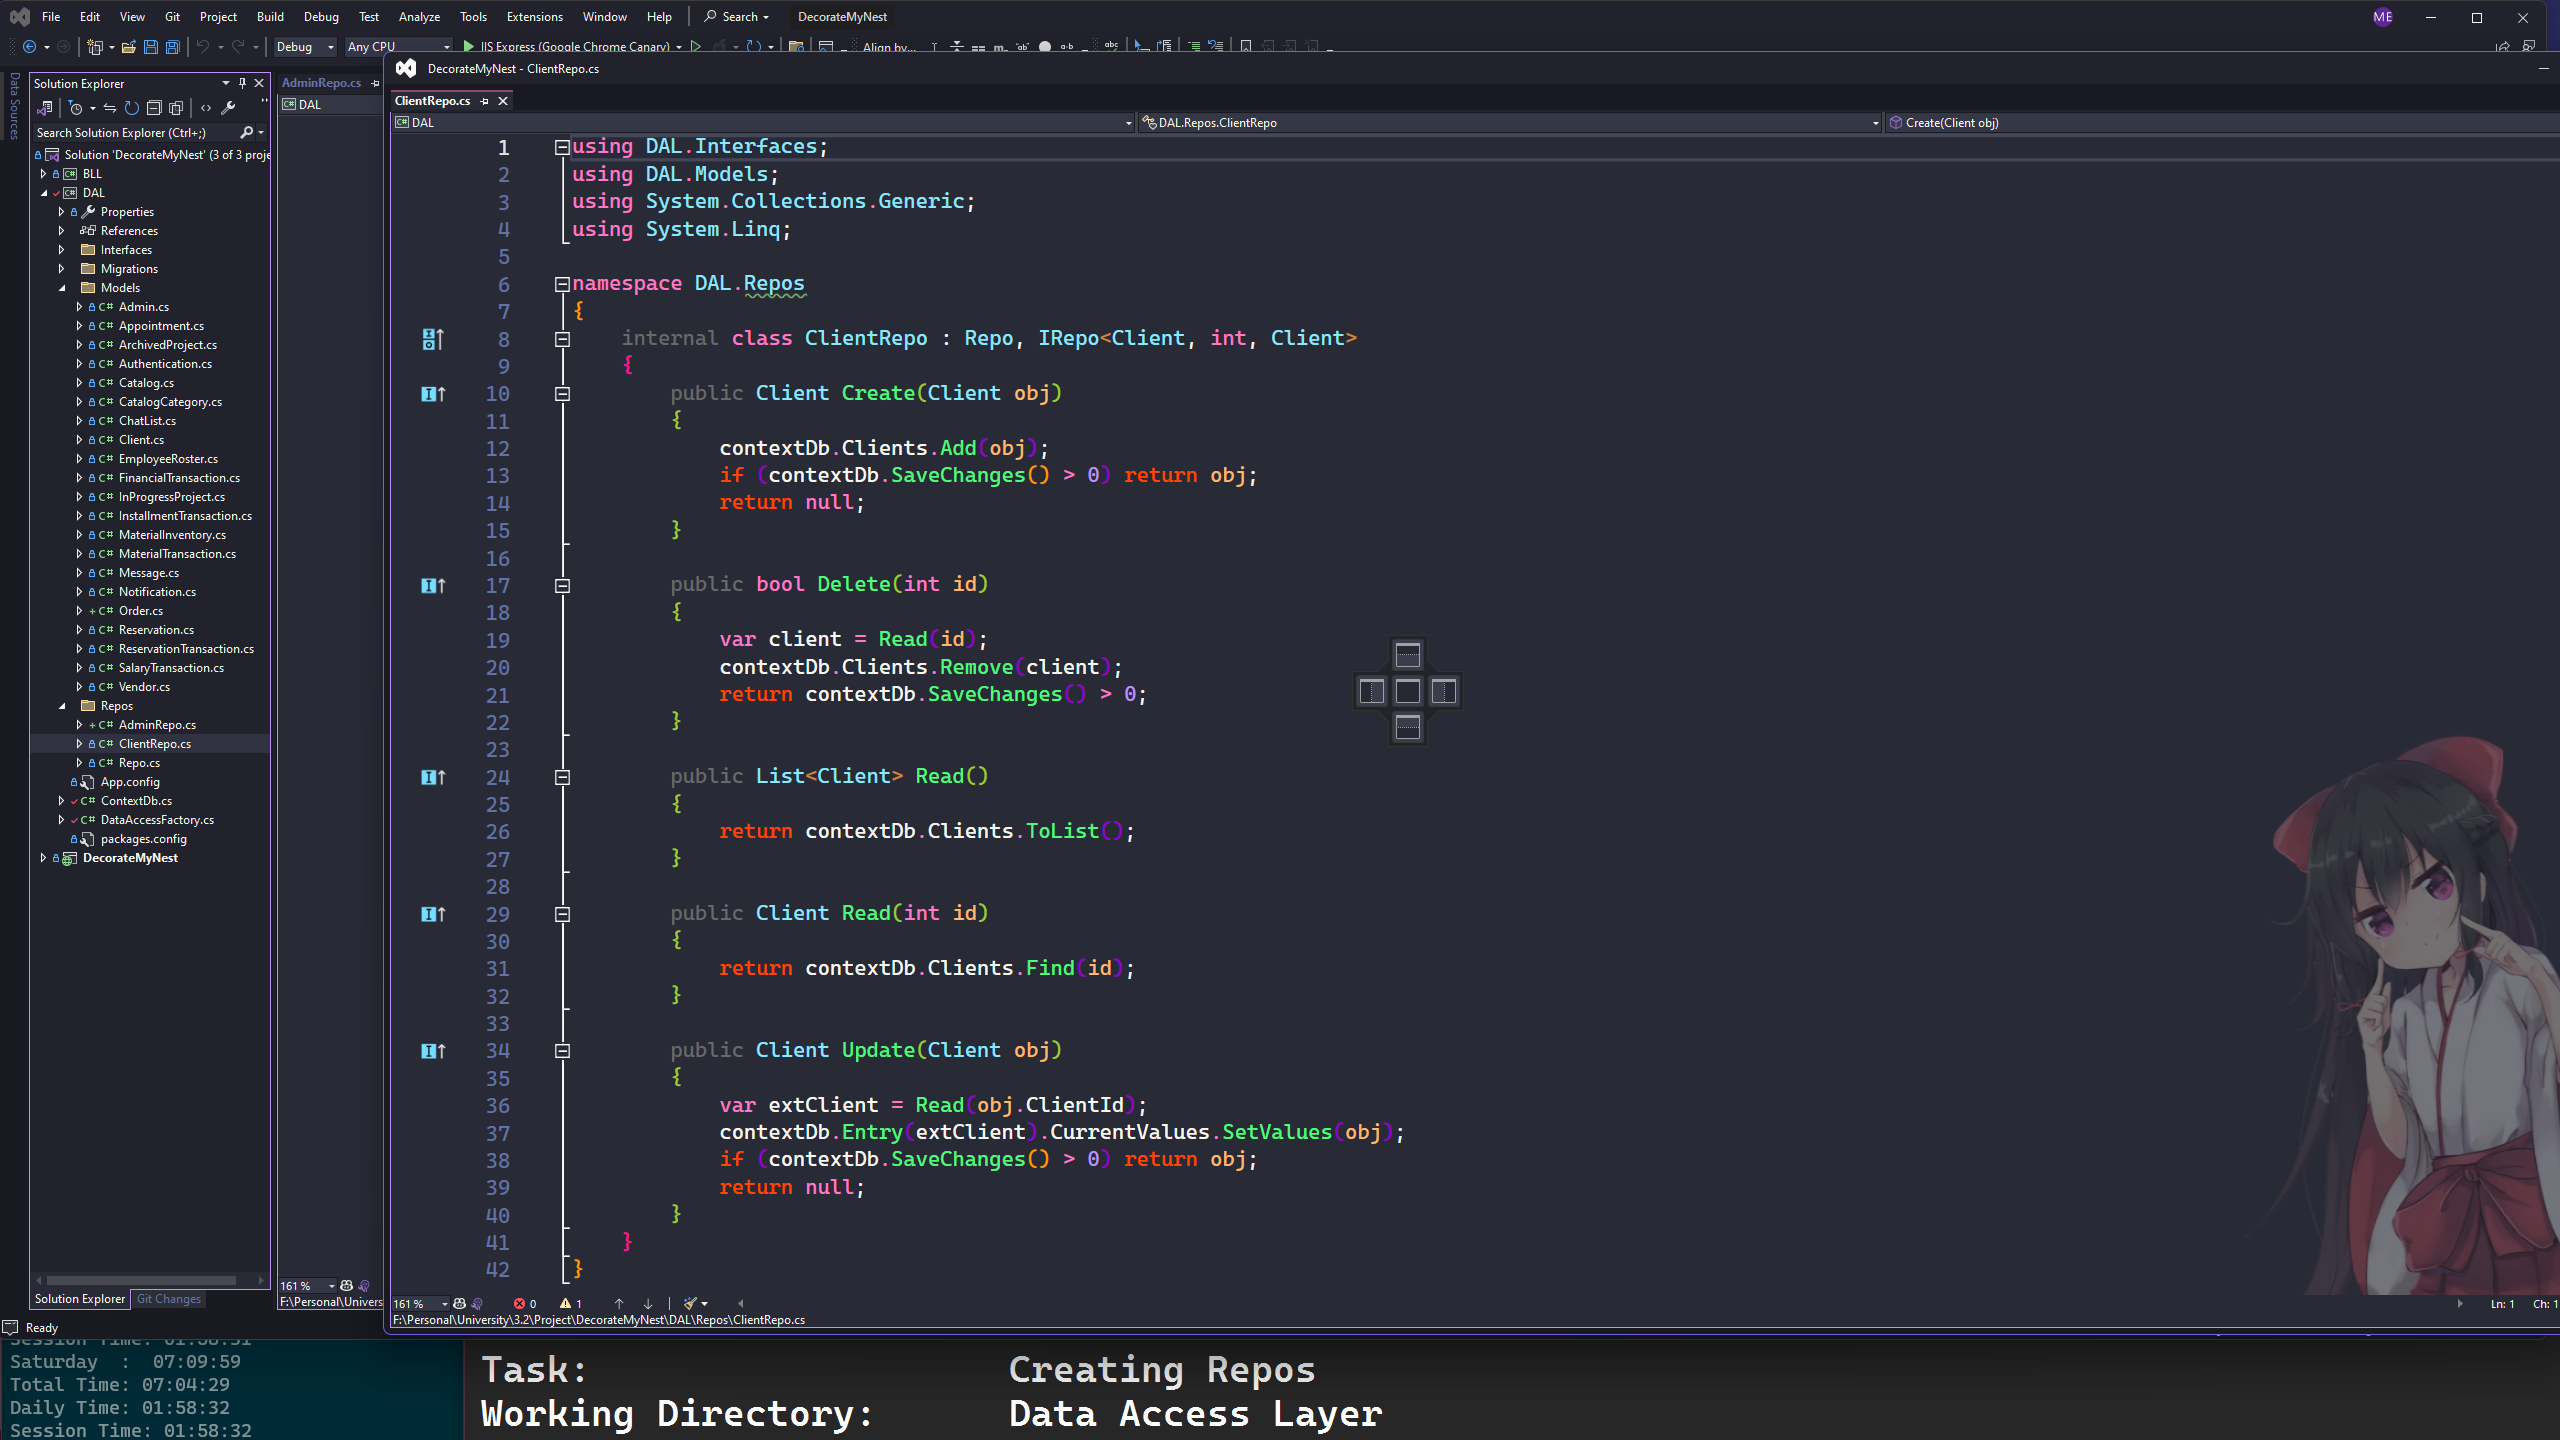 File Edit View Git Project Build Debug Test Analyze Tools Extensions Window Help Search DecorateMyNest ME
Debug Any CPU IIS Express (Google Chrome Canary) Align by...
Data Sources
Solution Explorer
Search Solution Explorer (Ctrl+;)
Solution 'DecorateMyNest' (3 of 3 proje
BLL
DAL
Properties
References
Interfaces
Migrations
Models
C# Admin.cs
C# Appointment.cs
C# ArchivedProject.cs
C# Authentication.cs
C# Catalog.cs
C# CatalogCategory.cs
C# ChatList.cs
C# Client.cs
C# EmployeeRoster.cs
C# FinancialTransaction.cs
C# InProgressProject.cs
C# InstallmentTransaction.cs
C# MaterialInventory.cs
C# MaterialTransaction.cs
C# Message.cs
C# Notification.cs
C# Order.cs
C# Reservation.cs
C# ReservationTransaction.cs
C# SalaryTransaction.cs
C# Vendor.cs
Repos
C# AdminRepo.cs
C# ClientRepo.cs
C# Repo.cs
App.config
C# ContextDb.cs
C# DataAccessFactory.cs
packages.config
DecorateMyNest
Solution Explorer Git Changes
Ready
AdminRepo.cs
DAL
161 %
F:\Personal\Univers
DecorateMyNest - ClientRepo.cs
ClientRepo.cs
DAL DAL.Repos.ClientRepo Create(Client obj)
1 using DAL.Interfaces;
2 using DAL.Models;
3 using System.Collections.Generic;
4 using System.Linq;
5
6 namespace DAL.Repos
7 {
8 internal class ClientRepo : Repo, IRepo<Client, int, Client>
9 {
10 public Client Create(Client obj)
11 {
12 contextDb.Clients.Add(obj);
13 if (contextDb.SaveChanges() > 0) return obj;
14 return null;
15 }
16
17 public bool Delete(int id)
18 {
19 var client = Read(id);
20 contextDb.Clients.Remove(client);
21 return contextDb.SaveChanges() > 0;
22 }
23
24 public List<Client> Read()
25 {
26 return contextDb.Clients.ToList();
27 }
28
29 public Client Read(int id)
30 {
31 return contextDb.Clients.Find(id);
32 }
33
34 public Client Update(Client obj)
35 {
36 var extClient = Read(obj.ClientId);
37 contextDb.Entry(extClient).CurrentValues.SetValues(obj);
38 if (contextDb.SaveChanges() > 0) return obj;
39 return null;
40 }
41 }
42 }
161 % 0 1 Ln: 1 Ch: 1
F:\Personal\University\3.2\Project\DecorateMyNest\DAL\Repos\ClientRepo.cs
Session Time: 01:58:31
Saturday : 07:09:59
Total Time: 07:04:29
Daily Time: 01:58:32
Session Time: 01:58:32
Task: Creating Repos
Working Directory: Data Access Layer